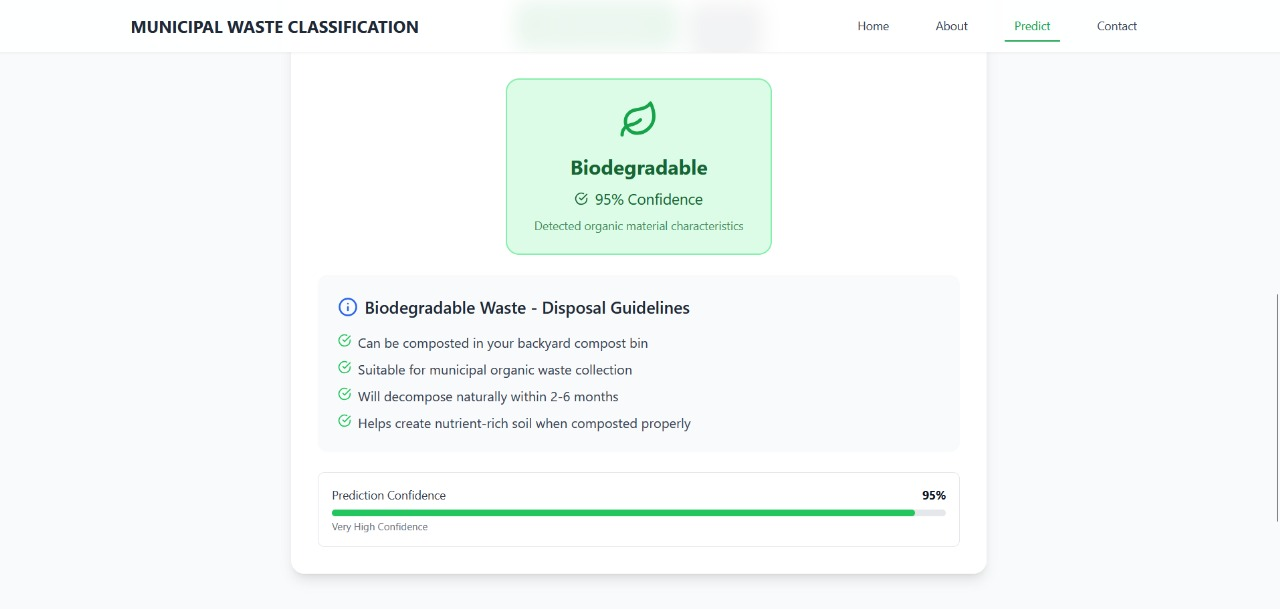 MUNICIPAL WASTE CLASSIFICATION
Home
About
Predict
Contact
Biodegradable
95% Confidence
Detected organic material characteristics
Biodegradable Waste - Disposal Guidelines
Can be composted in your backyard compost bin
Suitable for municipal organic waste collection
Will decompose naturally within 2-6 months
Helps create nutrient-rich soil when composted properly
Prediction Confidence
95%
Very High Confidence